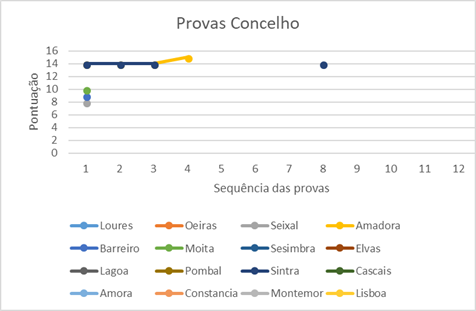 Provas Concelho
Pontuação
16
14
12
10
8
6
4
2
0
1 2 3 4 5 6 7 8 9 10 11 12
Sequência das provas
Loures Oeiras Seixal Amadora
Barreiro Moita Sesimbra Elvas
Lagoa Pombal Sintra Cascais
Amora Constancia Montemor Lisboa